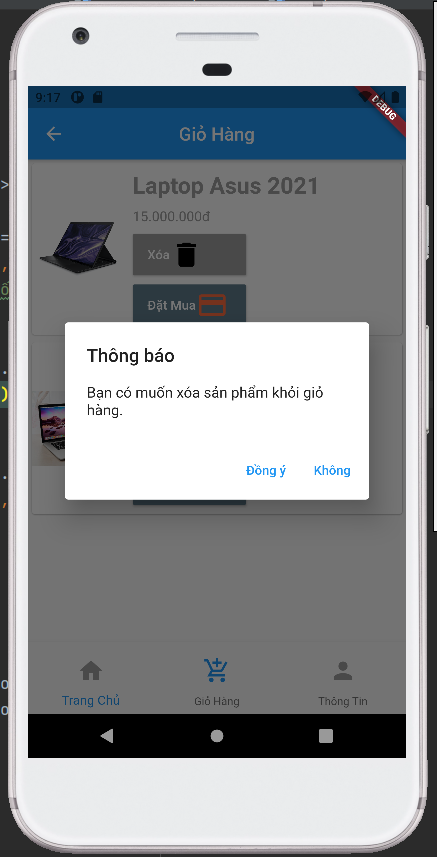 9:17
DEBUG
Giỏ Hàng
Laptop Asus 2021
15.000.000đ
Xóa
Đặt Mua
Thông báo
Bạn có muốn xóa sản phẩm khỏi giỏ
hàng.
Đồng ý
Không
Trang Chủ
Giỏ Hàng
Thông Tin